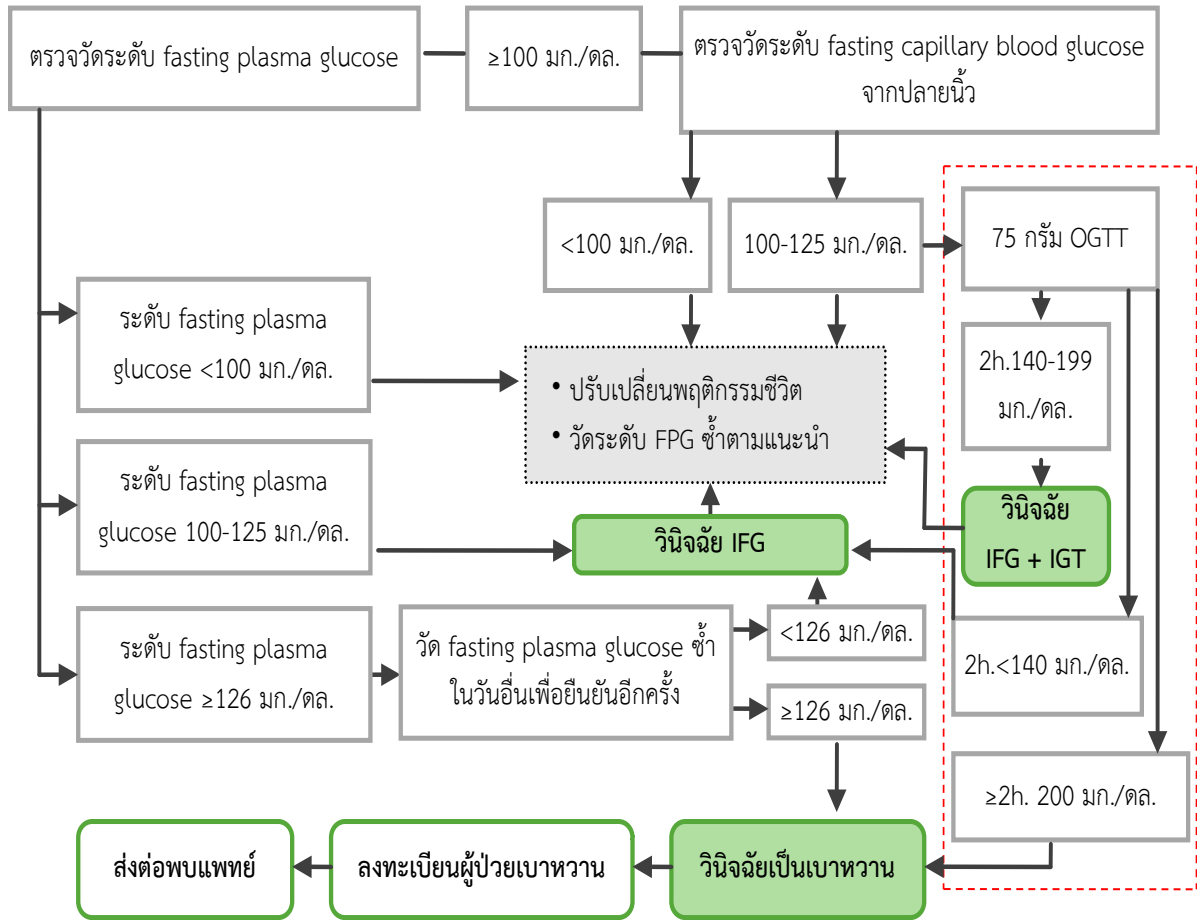 ตรวจวัดระดับ fasting plasma glucose
≥100 มก./ดล.
ตรวจวัดระดับ fasting capillary blood glucose
จากปลายนิ้ว
<100 มก./ดล.
100-125 มก./ดล.
75 กรัม OGTT
ระดับ fasting plasma
glucose <100 มก./ดล.
2h.140-199
มก./ดล.
• ปรับเปลี่ยนพฤติกรรมชีวิต
• วัดระดับ FPG ซ้ำตามแนะนำ
ระดับ fasting plasma
glucose 100-125 มก./ดล.
วินิจฉัย IFG
วินิจฉัย
IFG + IGT
ระดับ fasting plasma
glucose ≥126 มก./ดล.
วัด fasting plasma glucose ซ้ำ
ในวันอื่นเพื่อยืนยันอีกครั้ง
<126 มก./ดล.
≥126 มก./ดล.
2h.<140 มก./ดล.
≥2h. 200 มก./ดล.
ส่งต่อพบแพทย์
ลงทะเบียนผู้ป่วยเบาหวาน
วินิจฉัยเป็นเบาหวาน